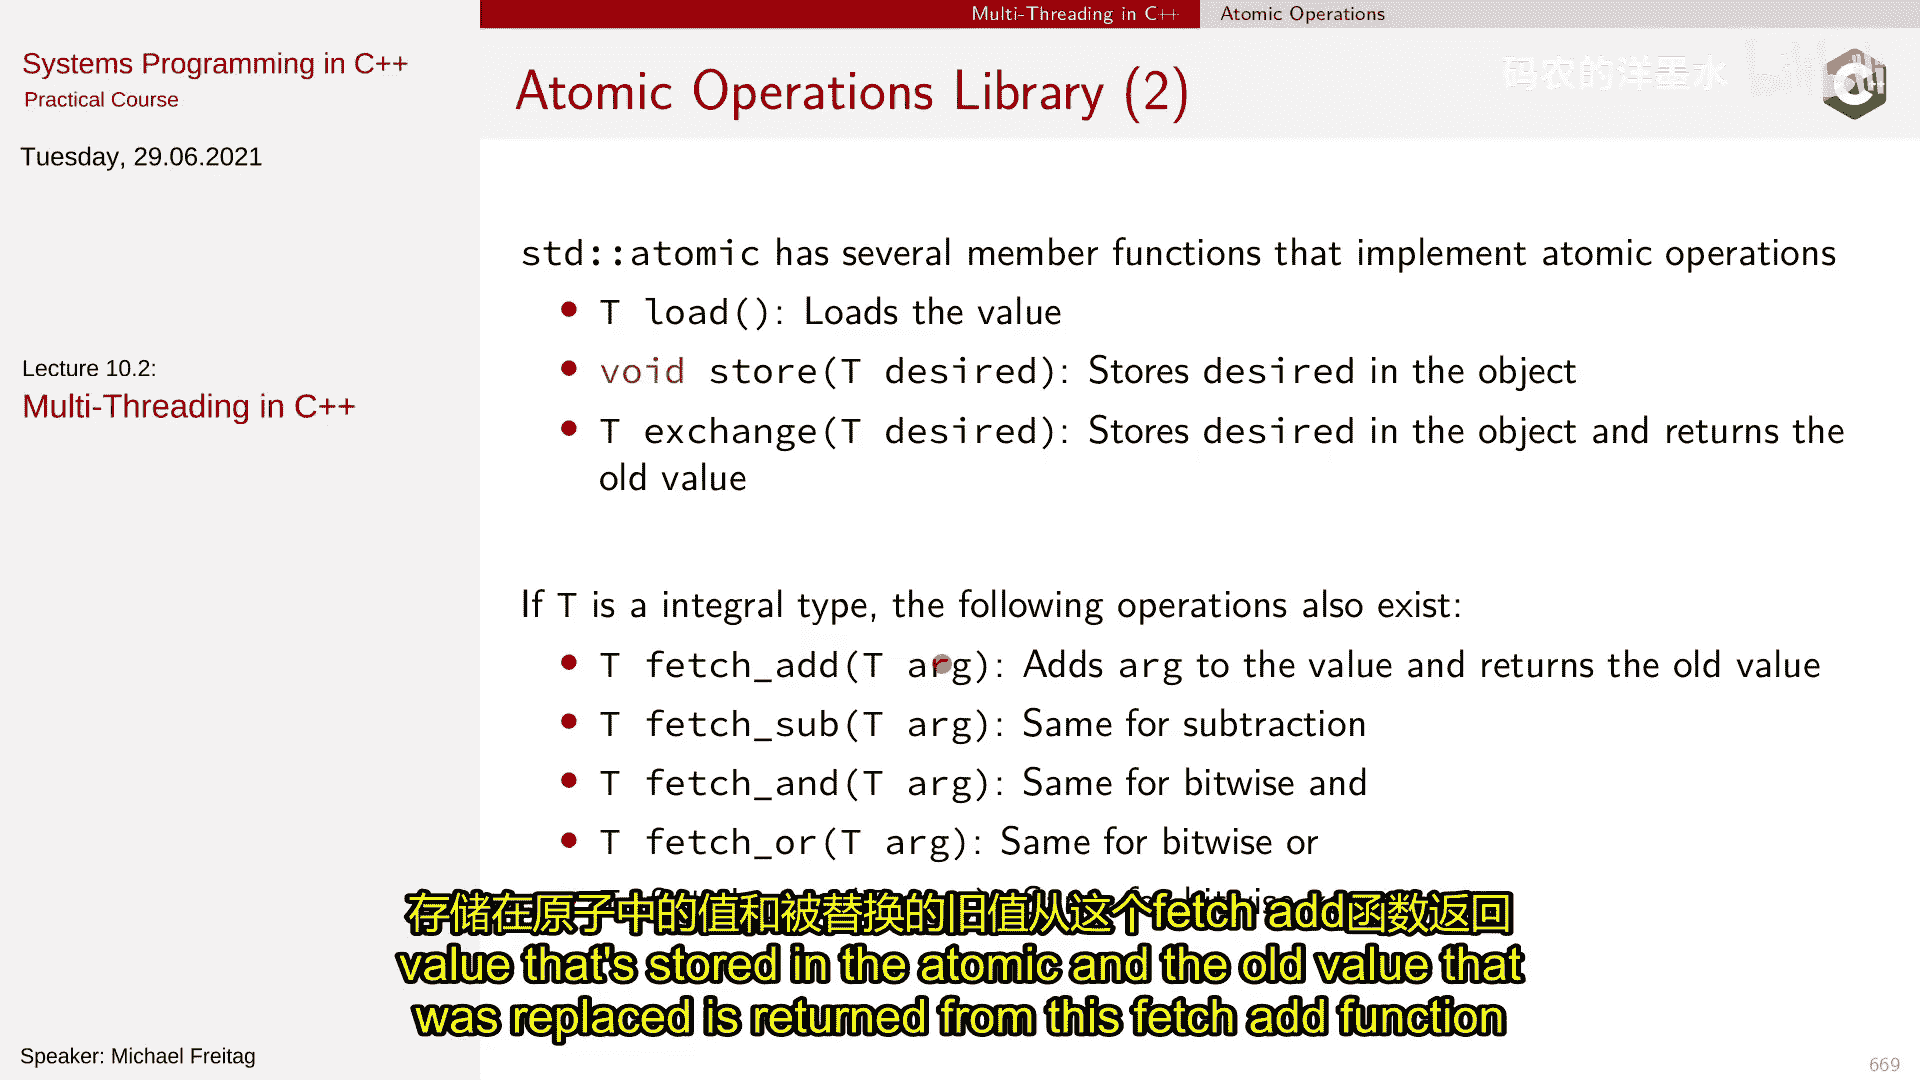 Multi-Threading in C++ Atomic Operations
Systems Programming in C++
Practical Course
Tuesday, 29.06.2021
Lecture 10.2:
Multi-Threading in C++
Speaker: Michael Freitag
Atomic Operations Library (2)
码农的洋墨水
std::atomic has several member functions that implement atomic operations
• T load(): Loads the value
• void store(T desired): Stores desired in the object
• T exchange(T desired): Stores desired in the object and returns the
old value
If T is a integral type, the following operations also exist:
• T fetch_add(T arg): Adds arg to the value and returns the old value
• T fetch_sub(T arg): Same for subtraction
• T fetch_and(T arg): Same for bitwise and
• T fetch_or(T arg): Same for bitwise or
存储在原子中的值和被替换的旧值从这个fetch add函数返回
value that's stored in the atomic and the old value that
was replaced is returned from this fetch add function
669